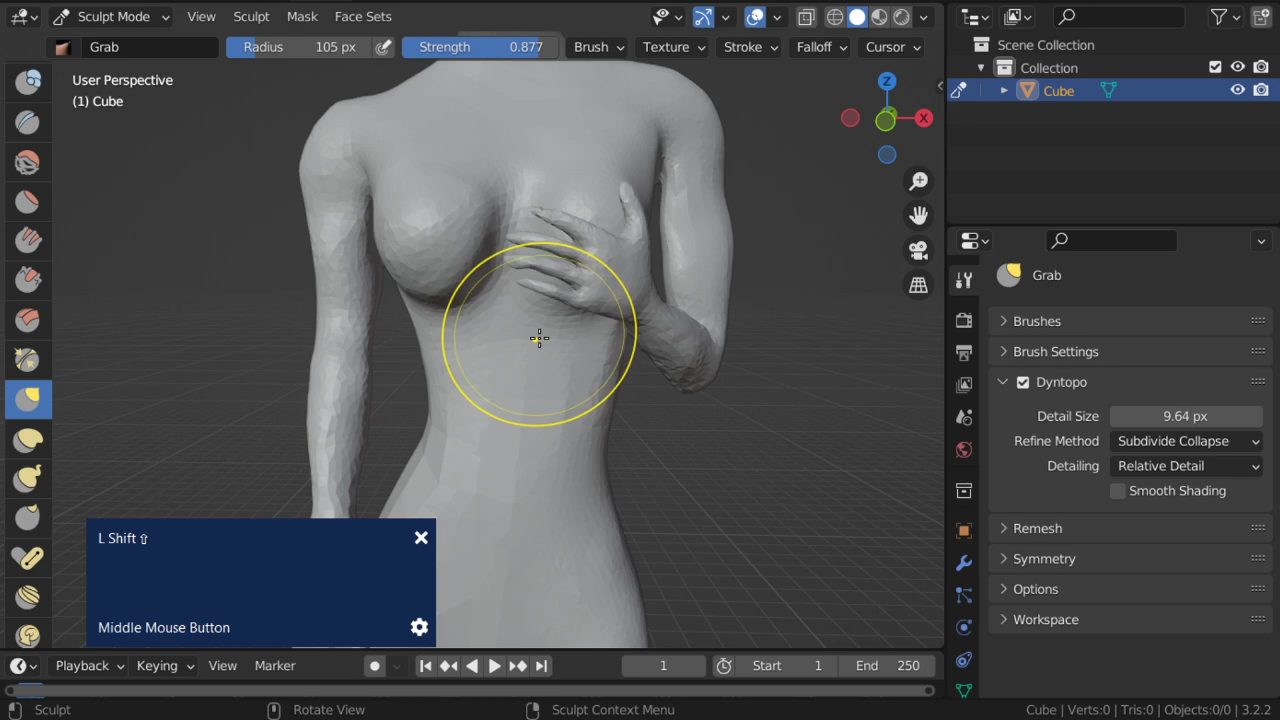 Sculpt Mode View Sculpt Mask Face Sets
Grab Radius 105 px Strength 0.877 Brush Texture Stroke Falloff Cursor
User Perspective
(1) Cube
Z
X
Scene Collection
Collection
Cube
Grab
Brushes
Brush Settings
Dyntopo
Detail Size 9.64 px
Refine Method Subdivide Collapse
Detailing Relative Detail
Smooth Shading
Remesh
Symmetry
Options
Workspace
L Shift ⇧
Middle Mouse Button
Playback Keying View Marker 1 Start 1 End 250
Sculpt Rotate View Sculpt Context Menu Cube | Verts:0 | Tris:0 | Objects:0/0 | 3.2.2